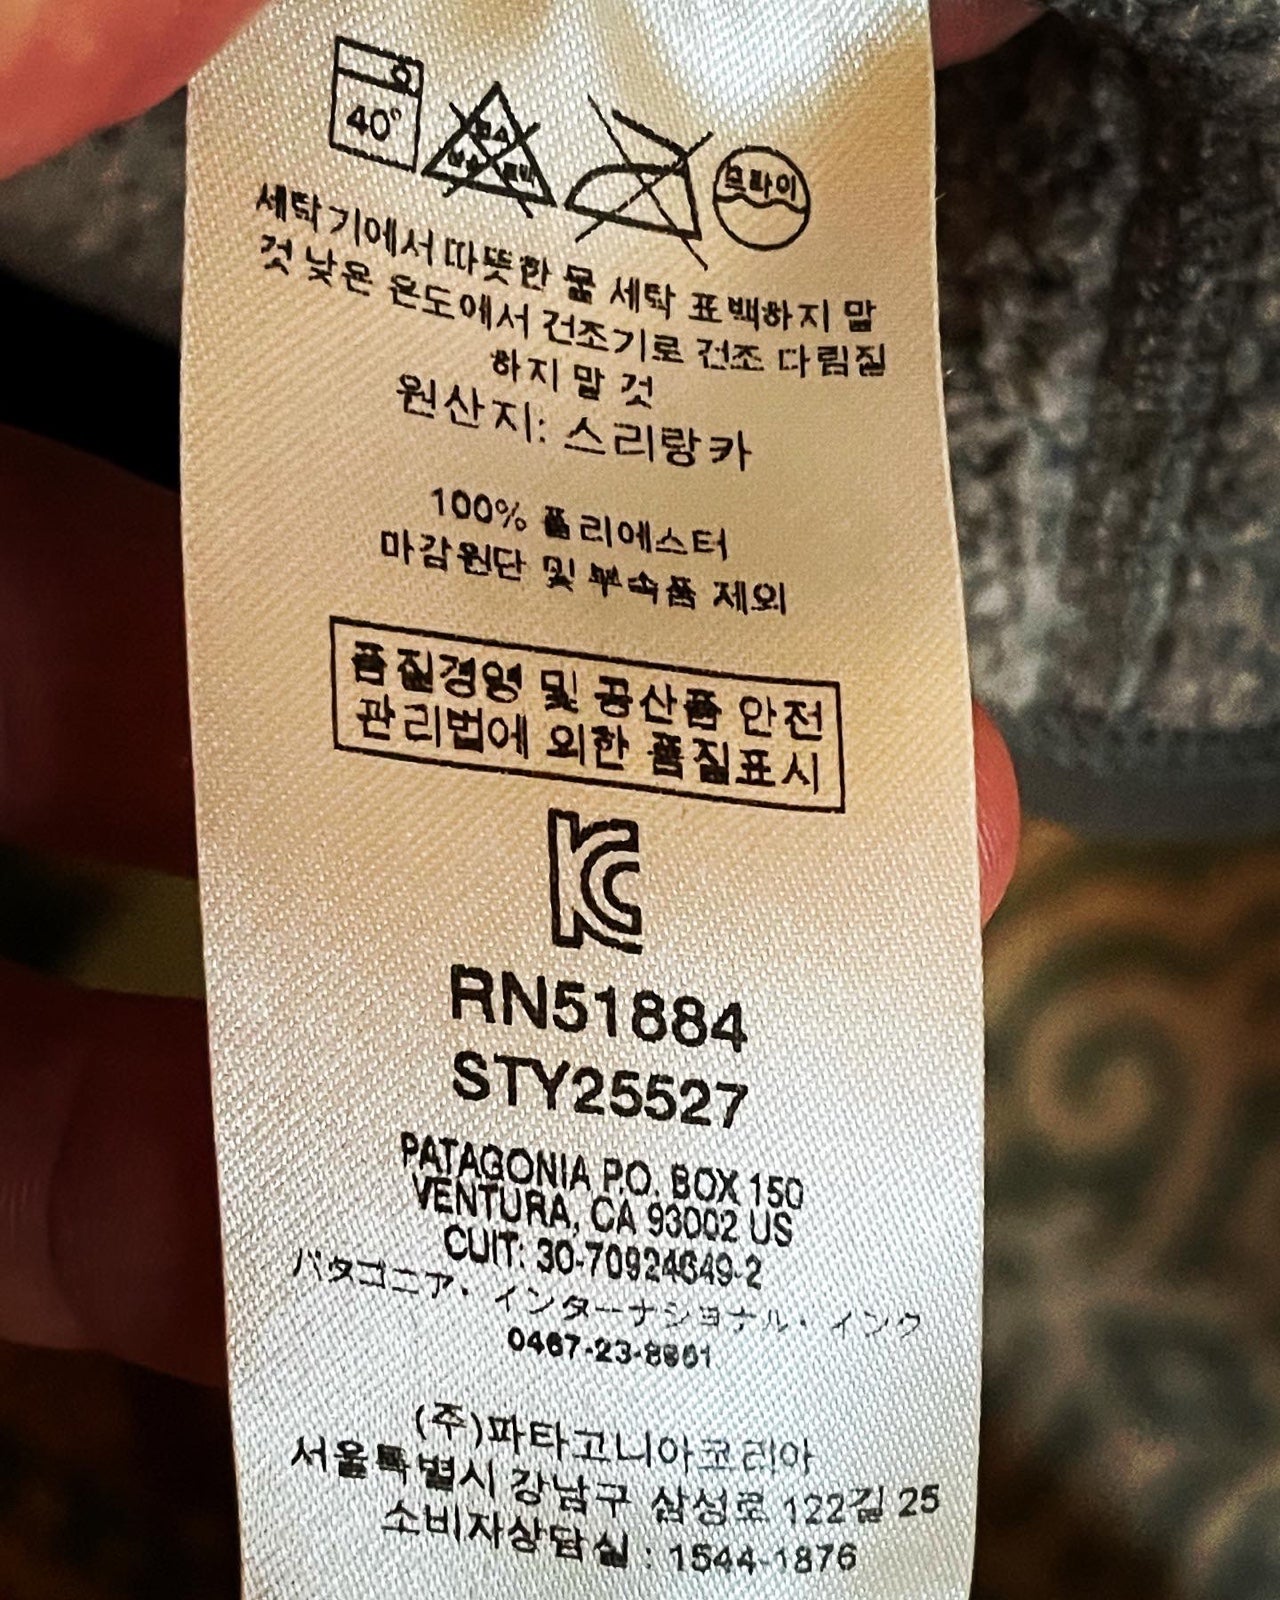 40°
염소
산소 표백
드라이
세탁기에서 따뜻한 물 세탁 표백하지 말
것 낮은 온도에서 건조기로 건조 다림질
하지 말 것
원산지: 스리랑카
100% 폴리에스터
마감원단 및 부속품 제외
품질경영 및 공산품 안전
관리법에 의한 품질표시
KC
RN51884
STY25527
PATAGONIA P.O. BOX 150
VENTURA, CA 93002 US
CUIT: 30-70924649-2
パタゴニア・インターナショナル・インク
0467-23-8961
(주)파타고니아코리아
서울특별시 강남구 삼성로 122길 25
소비자상담실 : 1544-1876